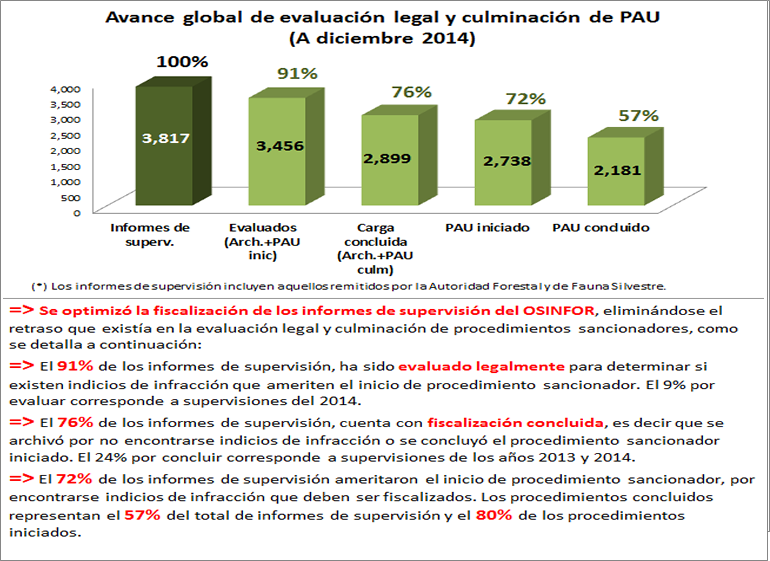 Avance global de evaluación legal y culminación de PAU
(A diciembre 2014)
100%
91%
76%
72%
57%
4,000
3,500
3,000
2,500
2,000
1,500
1,000
500
0
3,817
3,456
2,899
2,738
2,181
Informes de superv.
Evaluados (Arch.+PAU inic)
Carga concluida (Arch.+PAU culm)
PAU iniciado
PAU concluido
(*) Los informes de supervisión incluyen aquellos remitidos por la Autoridad Forestal y de Fauna Silvestre.
=> Se optimizó la fiscalización de los informes de supervisión del OSINFOR, eliminándose el
retraso que existía en la evaluación legal y culminación de procedimientos sancionadores, como
se detalla a continuación:
=> El 91% de los informes de supervisión, ha sido evaluado legalmente para determinar si
existen indicios de infracción que ameriten el inicio de procedimiento sancionador. El 9% por
evaluar corresponde a supervisiones del 2014.
=> El 76% de los informes de supervisión, cuenta con fiscalización concluida, es decir que se
archivó por no encontrarse indicios de infracción o se concluyó el procedimiento sancionador
iniciado. El 24% por concluir corresponde a supervisiones de los años 2013 y 2014.
=> El 72% de los informes de supervisión ameritaron el inicio de procedimiento sancionador, por
encontrarse indicios de infracción que deben ser fiscalizados. Los procedimientos concluidos
representan el 57% del total de informes de supervisión y el 80% de los procedimientos
iniciados.